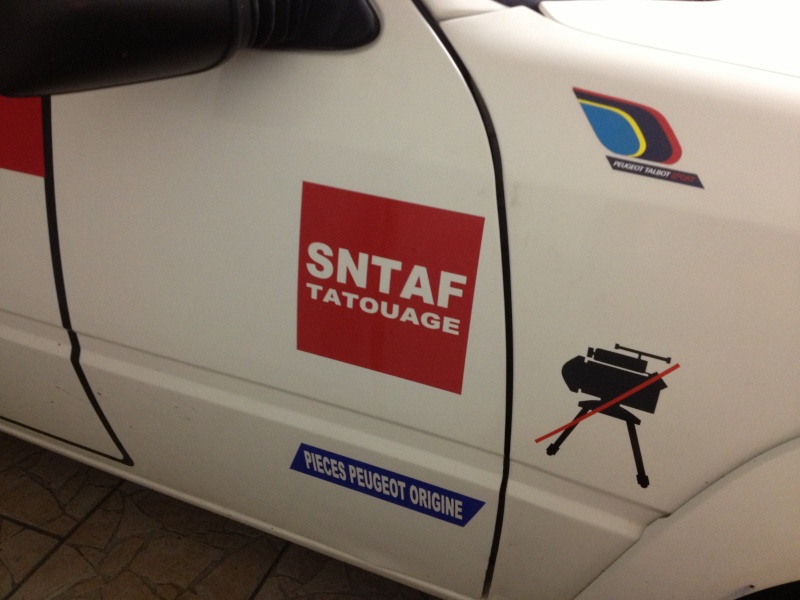 PEUGEOT TALBOT SPORT
SNTAF
TATOUAGE
PIECES PEUGEOT ORIGINE